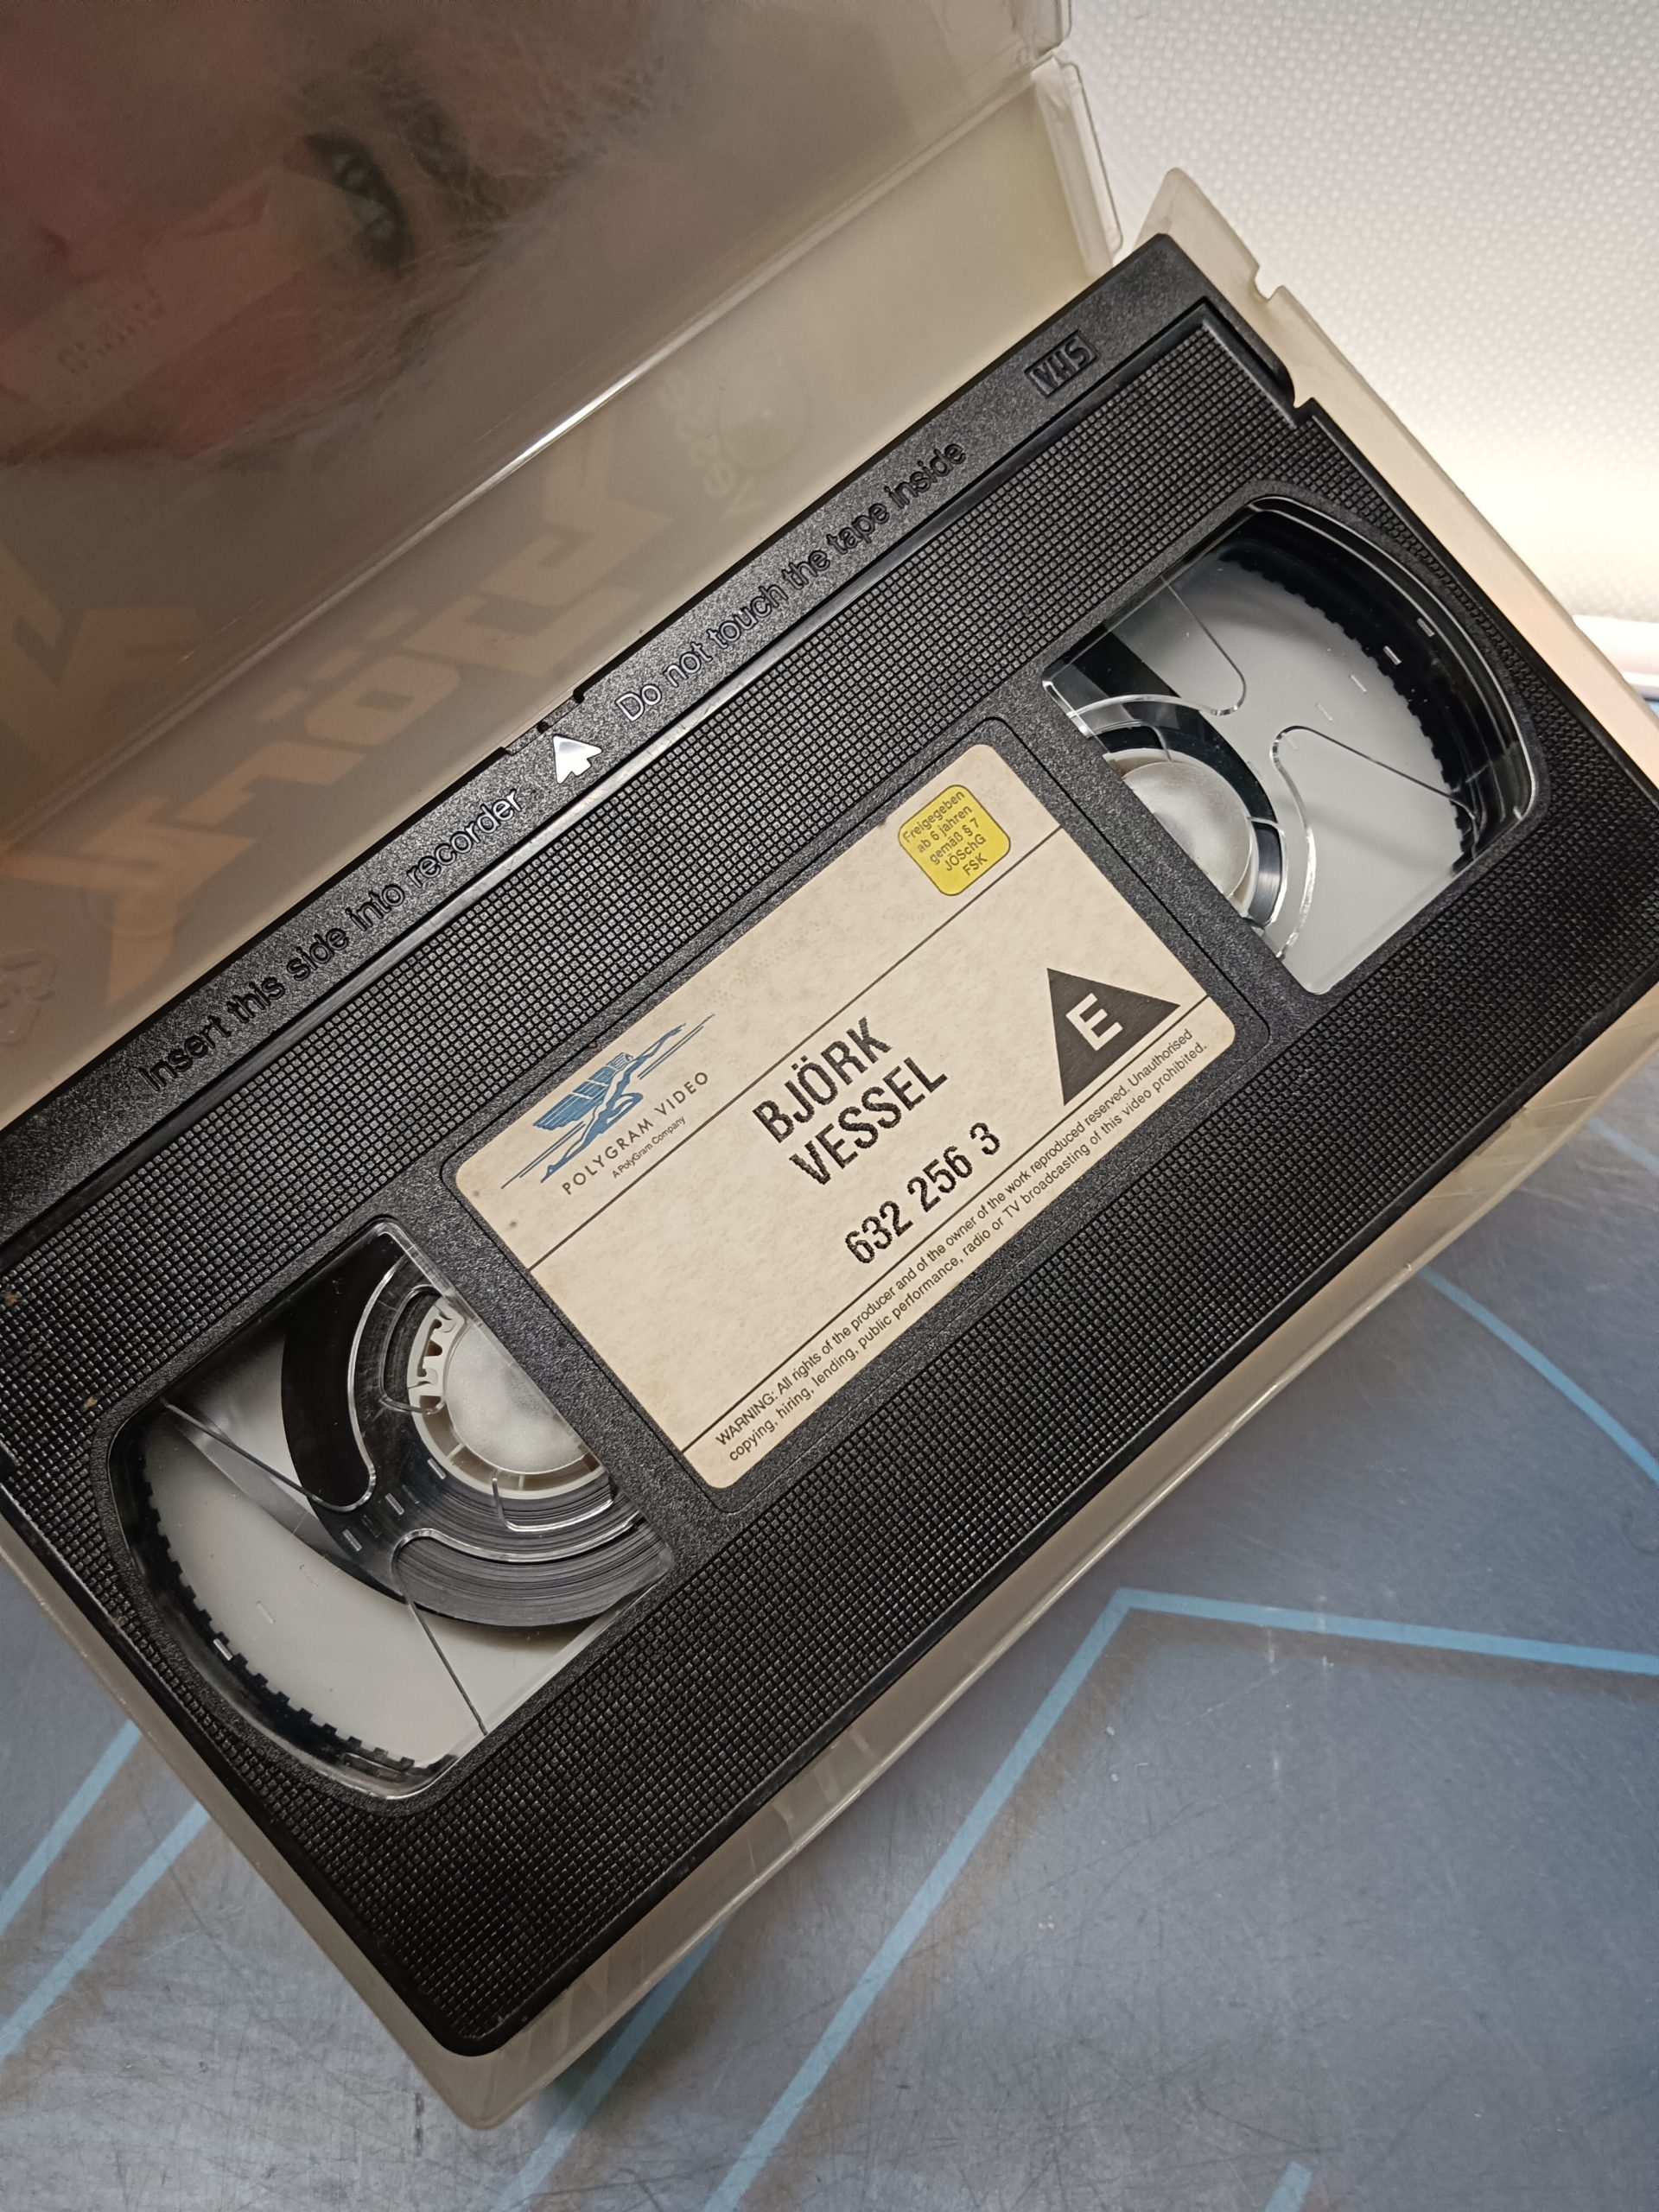 VHS
Insert this side into recorder
Do not touch the tape inside
Freigegeben
ab 6 jahren
gemäß § 7
JÖSchG
FSK
POLYGRAM VIDEO
A PolyGram Company
BJÖRK
VESSEL
632 256 3
E
WARNING: All rights of the producer and of the owner of the work reproduced reserved. Unauthorised
copying, hiring, lending, public performance, radio or TV broadcasting of this video prohibited.
björk
vessel